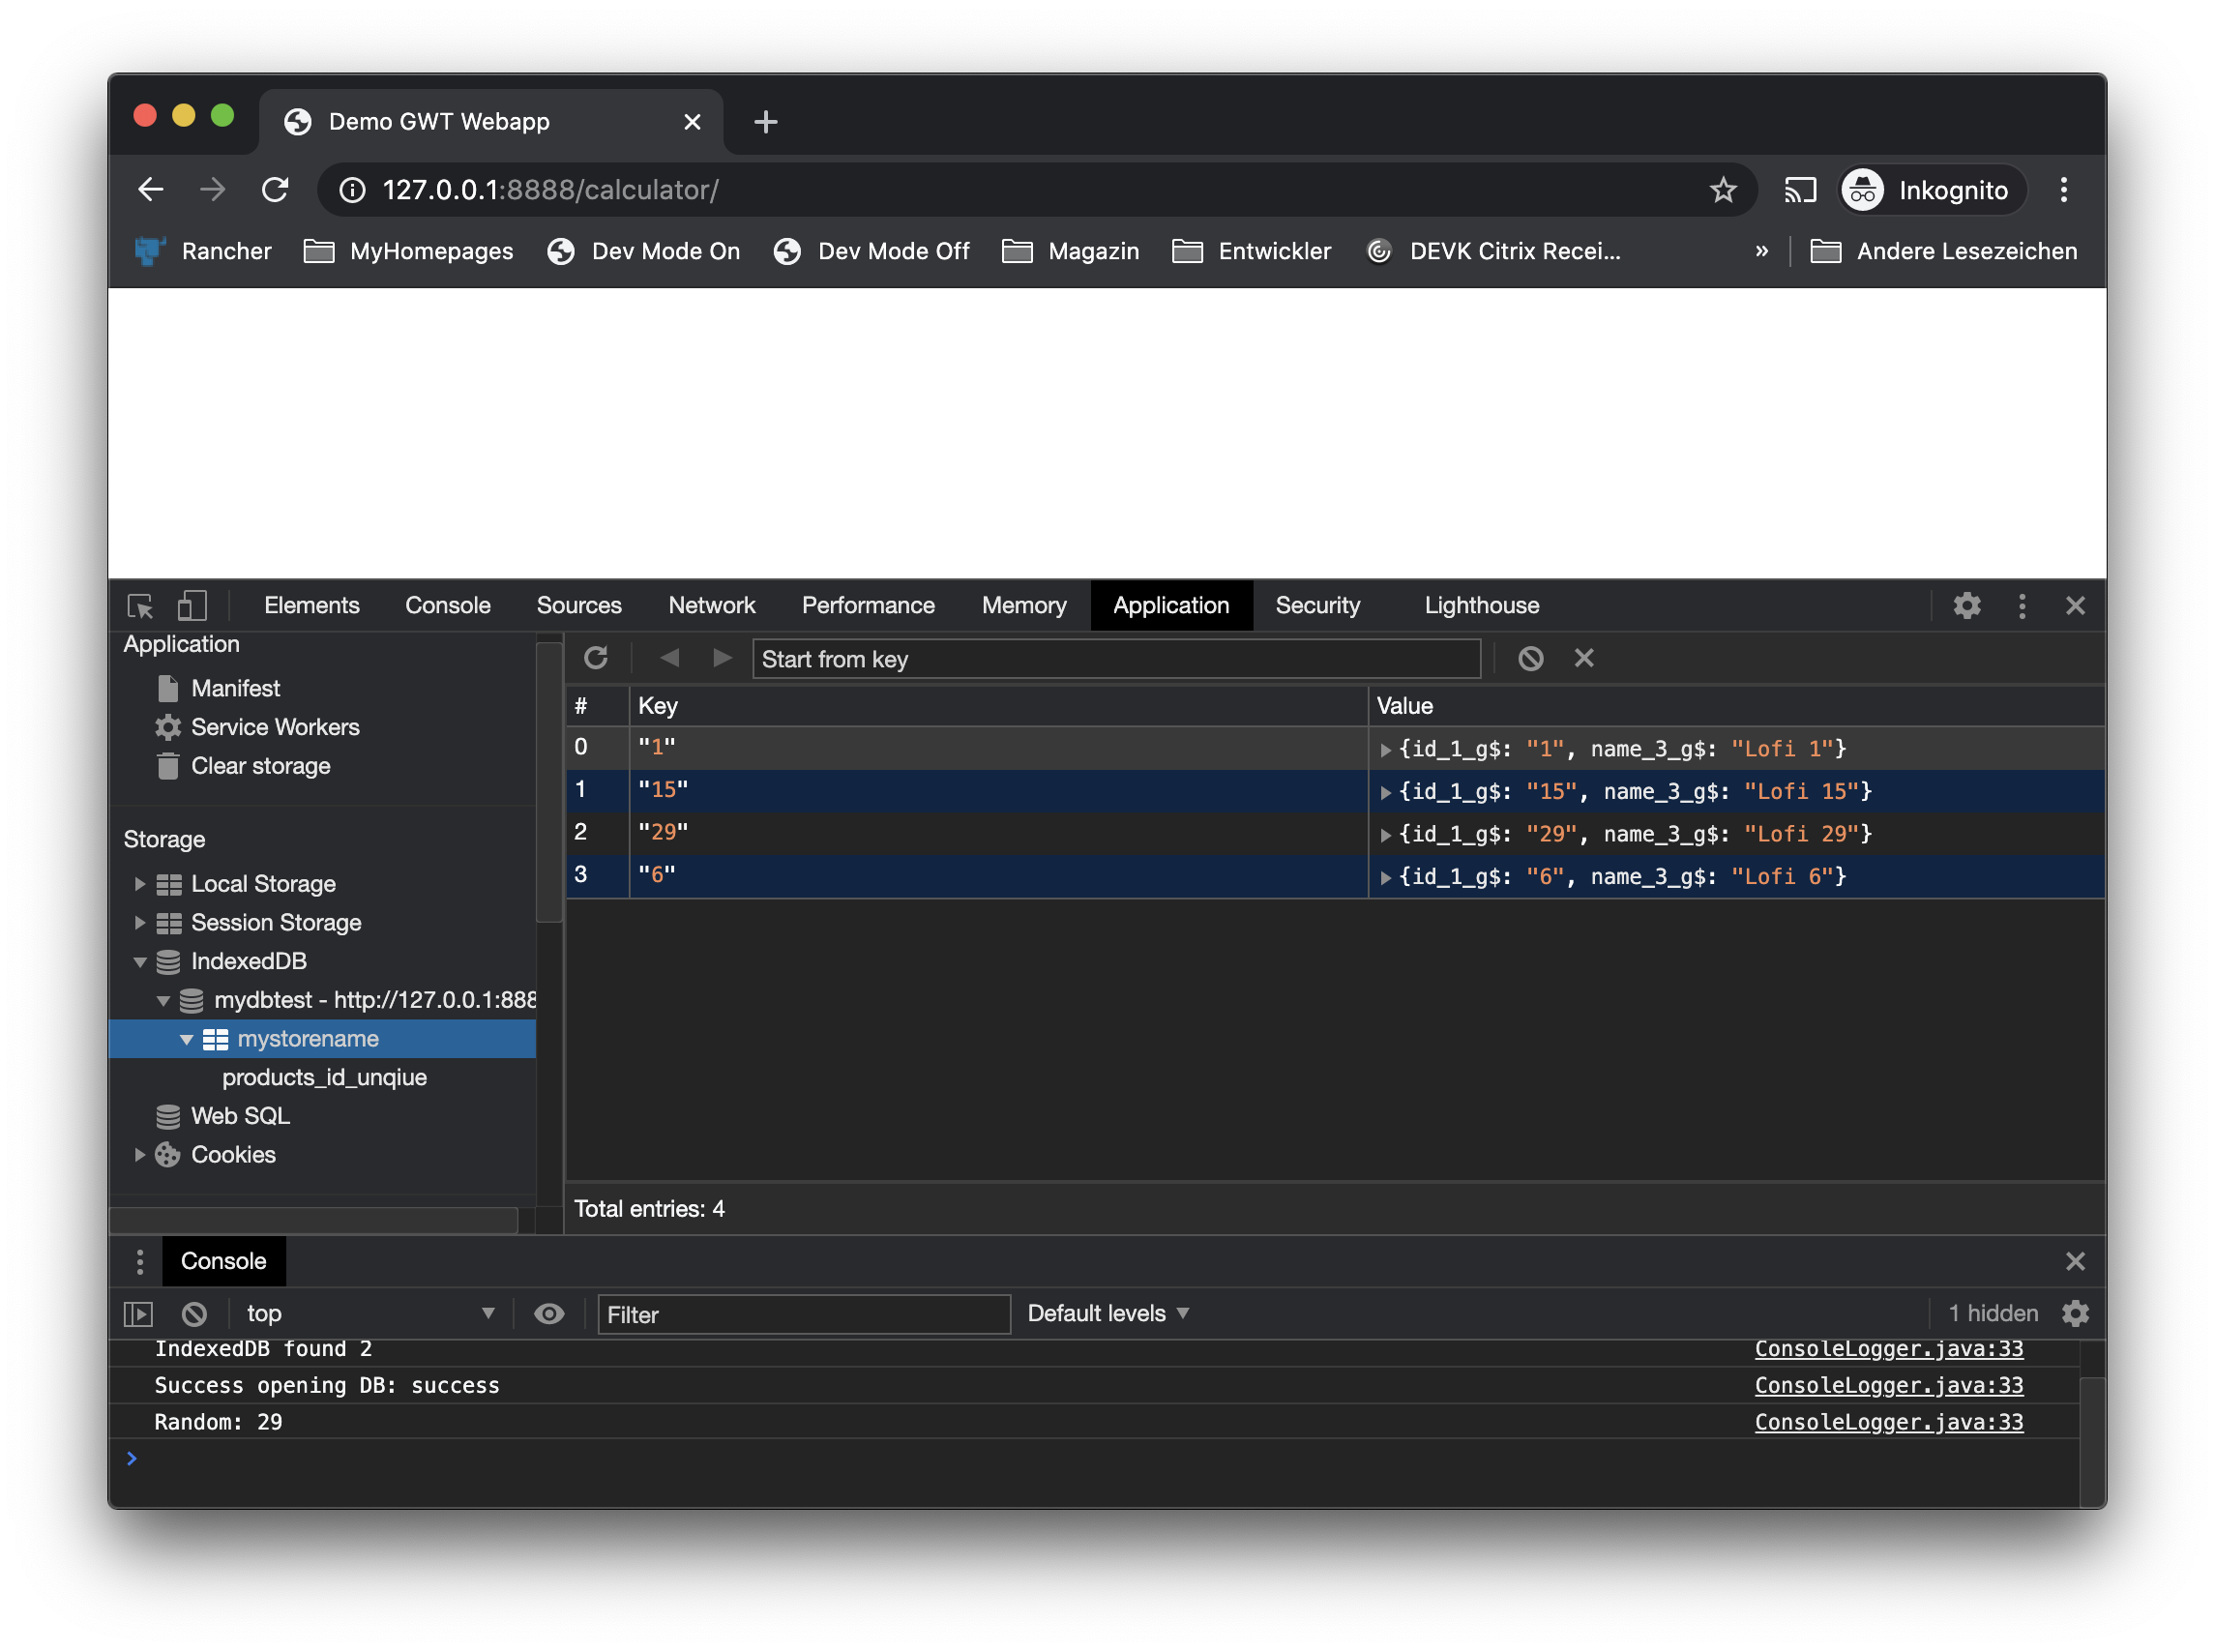 Demo GWT Webapp
127.0.0.1:8888/calculator/
Inkognito
Rancher MyHomepages Dev Mode On Dev Mode Off Magazin Entwickler DEVK Citrix Recei... » Andere Lesezeichen
Elements Console Sources Network Performance Memory Application Security Lighthouse
Application
Manifest
Service Workers
Clear storage
Storage
Local Storage
Session Storage
IndexedDB
mydbtest - http://127.0.0.1:888
mystorename
products_id_unqiue
Web SQL
Cookies
Start from key
# Key Value
0 "1" {id_1_g$: "1", name_3_g$: "Lofi 1"}
1 "15" {id_1_g$: "15", name_3_g$: "Lofi 15"}
2 "29" {id_1_g$: "29", name_3_g$: "Lofi 29"}
3 "6" {id_1_g$: "6", name_3_g$: "Lofi 6"}
Total entries: 4
Console
top Filter Default levels 1 hidden
IndexedDB found 2 ConsoleLogger.java:33
Success opening DB: success ConsoleLogger.java:33
Random: 29 ConsoleLogger.java:33